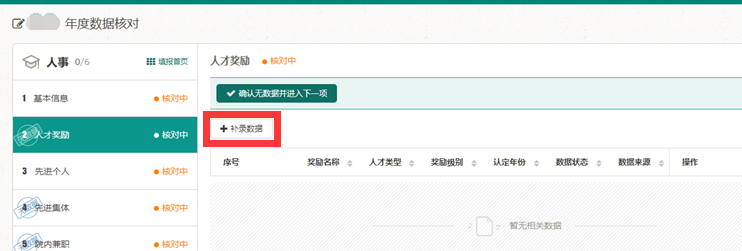 年度数据核对
人事 0/6 填报首页
1 基本信息 核对中
2 人才奖励 核对中
3 先进个人 核对中
4 先进集体 核对中
5 院内兼职 核对中
人才奖励 核对中
确认无数据并进入下一项
补录数据
序号 奖励名称 人才类型 奖励级别 认定年份 数据状态 数据来源 操作
暂无相关数据